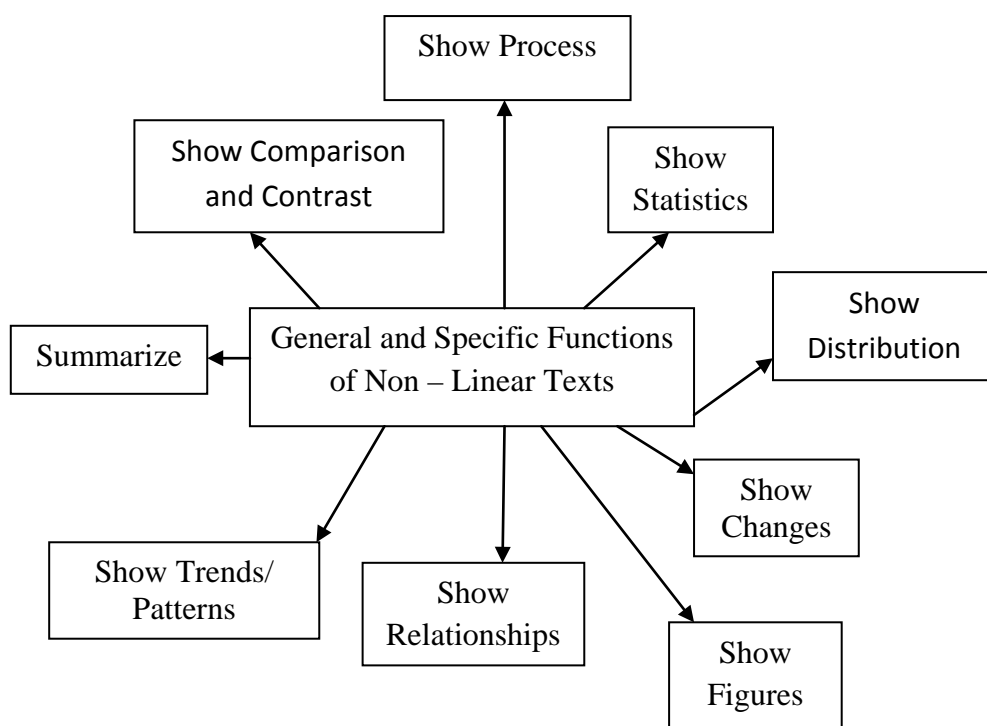 Show Process
Show Comparison
and Contrast
Show
Statistics
General and Specific Functions
of Non – Linear Texts
Show
Distribution
Summarize
Show
Changes
Show Trends/
Patterns
Show
Relationships
Show
Figures